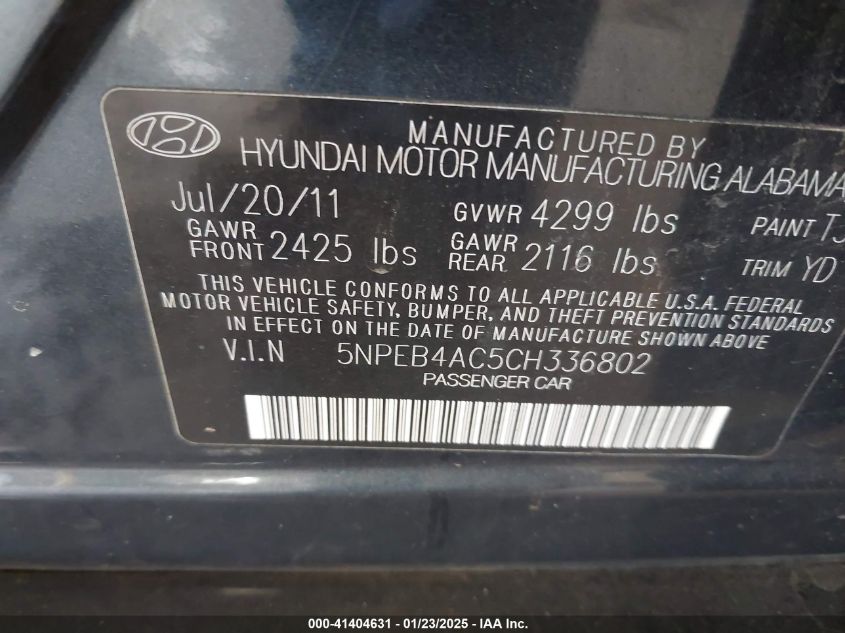 MANUFACTURED BY
HYUNDAI MOTOR MANUFACTURING ALABAMA
Jul/20/11 GVWR 4299 lbs PAINT TJ
GAWR FRONT 2425 lbs GAWR REAR 2116 lbs TRIM YD
THIS VEHICLE CONFORMS TO ALL APPLICABLE U.S.A. FEDERAL
MOTOR VEHICLE SAFETY, BUMPER, AND THEFT PREVENTION STANDARDS
IN EFFECT ON THE DATE OF MANUFACTURE SHOWN ABOVE
V.I.N 5NPEB4AC5CH336802
PASSENGER CAR
000-41404631 - 01/23/2025 - IAA Inc.